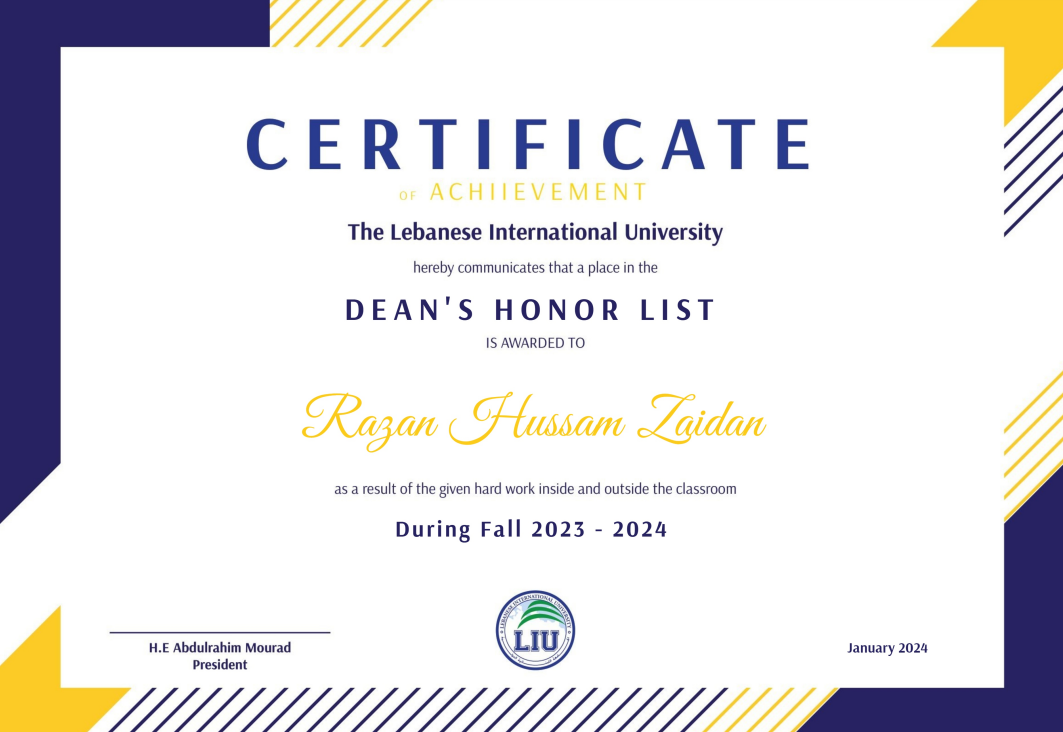 CERTIFICATE
OF ACHIIEVEMENT
The Lebanese International University
hereby communicates that a place in the
DEAN'S HONOR LIST
IS AWARDED TO
Razan Hussam Zaidan
as a result of the given hard work inside and outside the classroom
During Fall 2023 - 2024
LEBANESE INTERNATIONAL UNIVERSITY
LIU
H.E Abdulrahim Mourad
President
January 2024